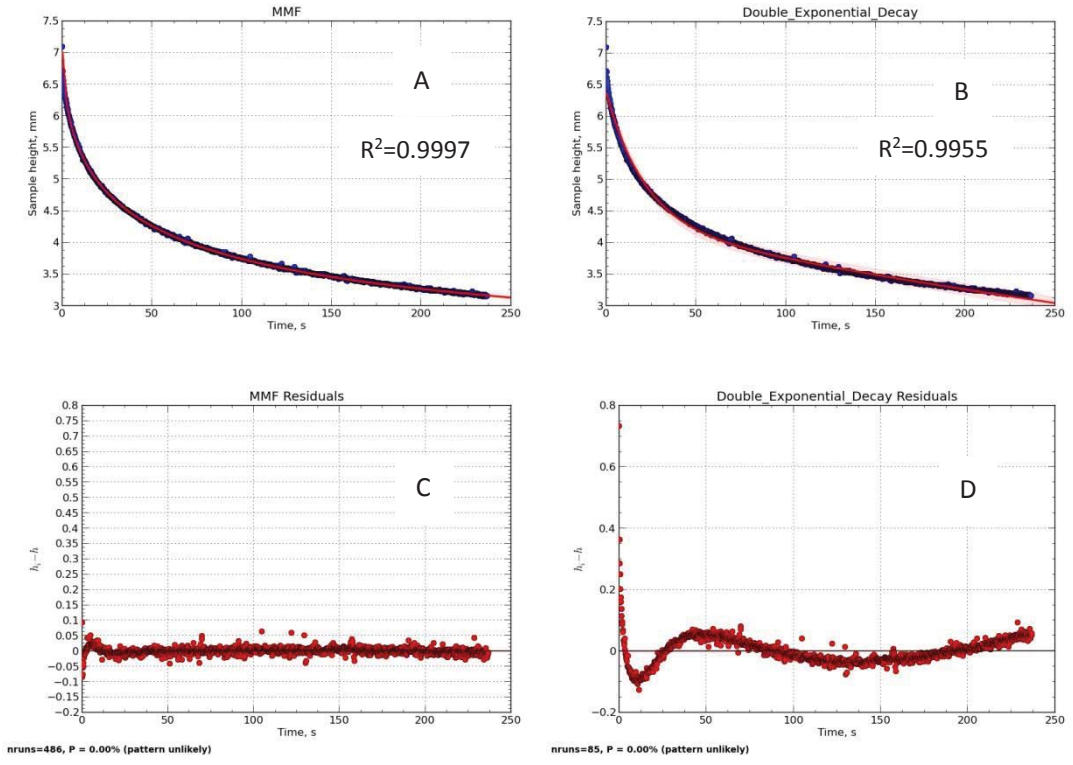 MMF
7.5
7
6.5
6
5.5
5
4.5
4
3.5
3
Sample height, mm
A
R²=0.9997
0 50 100 150 200 250
Time, s
Double_Exponential_Decay
7.5
7
6.5
6
5.5
5
4.5
4
3.5
3
Sample height, mm
B
R²=0.9955
0 50 100 150 200 250
Time, s
MMF Residuals
0.8
0.75
0.7
0.65
0.6
0.55
0.5
0.45
0.4
0.35
0.3
0.25
0.2
0.15
0.1
0.05
0
−0.05
−0.1
−0.15
−0.2
hᵢ−h
C
0 50 100 150 200 250
Time, s
nruns=486, P = 0.00% (pattern unlikely)
Double_Exponential_Decay Residuals
0.8
0.6
0.4
0.2
0
−0.2
hᵢ−h
D
0 50 100 150 200 250
Time, s
nruns=85, P = 0.00% (pattern unlikely)